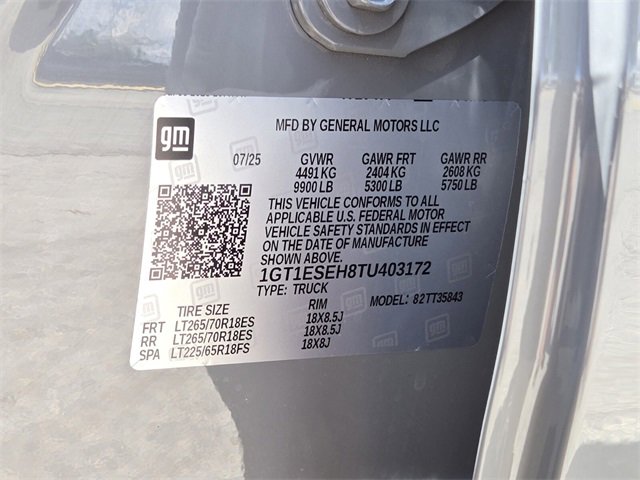 gm
MFD BY GENERAL MOTORS LLC
07/25 GVWR GAWR FRT GAWR RR
4491 KG 2404 KG 2608 KG
9900 LB 5300 LB 5750 LB
THIS VEHICLE CONFORMS TO ALL
APPLICABLE U.S. FEDERAL MOTOR
VEHICLE SAFETY STANDARDS IN EFFECT
ON THE DATE OF MANUFACTURE
SHOWN ABOVE.
1GT1ESEH8TU403172
TYPE: TRUCK MODEL: 82TT35843
TIRE SIZE RIM
FRT LT265/70R18ES 18X8.5J
RR LT265/70R18ES 18X8.5J
SPA LT225/65R18FS 18X8J